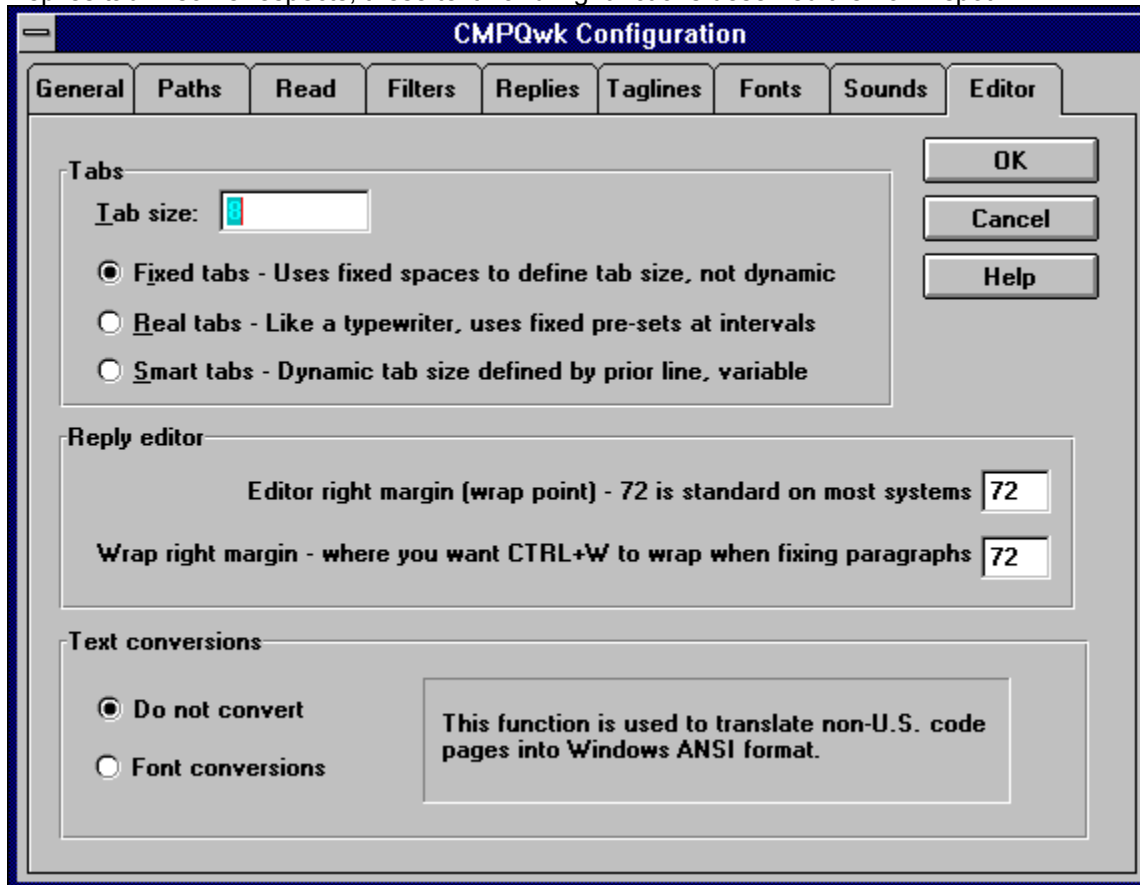 CMPQwk Configuration
General Paths Read Filters Replies Taglines Fonts Sounds Editor
Tabs
OK
Tab size: 8
Cancel
Fixed tabs - Uses fixed spaces to define tab size, not dynamic
Help
Real tabs - Like a typewriter, uses fixed pre-sets at intervals
Smart tabs - Dynamic tab size defined by prior line, variable
Reply editor
Editor right margin (wrap point) - 72 is standard on most systems 72
Wrap right margin - where you want CTRL+W to wrap when fixing paragraphs 72
Text conversions
Do not convert
Font conversions
This function is used to translate non-U.S. code
pages into Windows ANSI format.